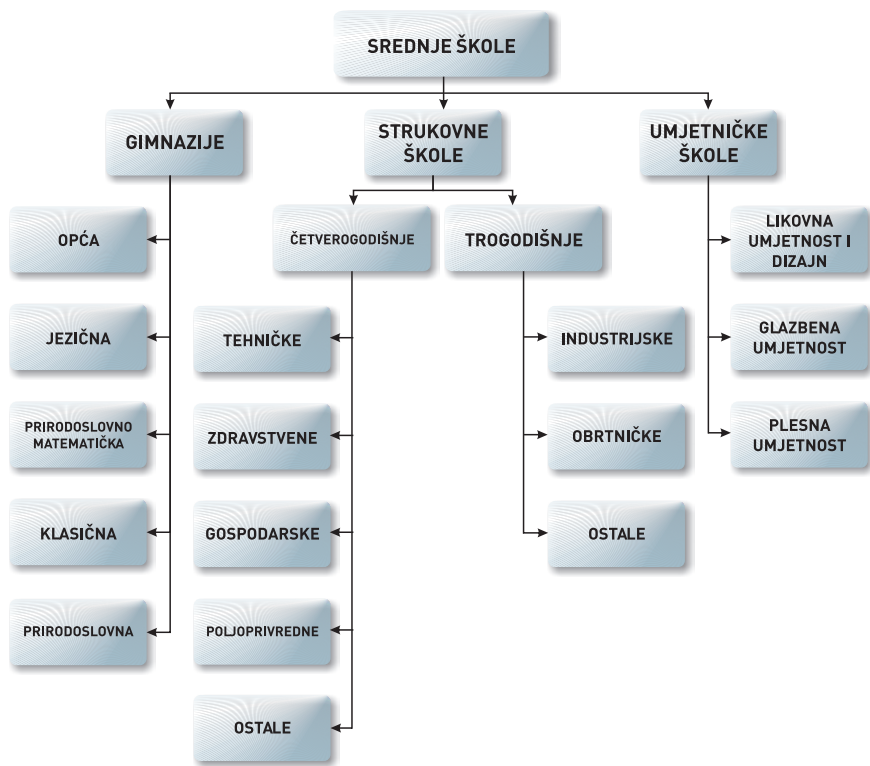 SREDNJE ŠKOLE
GIMNAZIJE
STRUKOVNE
ŠKOLE
UMJETNIČKE
ŠKOLE
OPĆA
JEZIČNA
PRIRODOSLOVNO
MATEMATIČKA
KLASIČNA
PRIRODOSLOVNA
ČETVEROGODIŠNJE
TEHNIČKE
ZDRAVSTVENE
GOSPODARSKE
POLJOPRIVREDNE
OSTALE
TROGODIŠNJE
INDUSTRIJSKE
OBRTNIČKE
OSTALE
LIKOVNA
UMJETNOST I
DIZAJN
GLAZBENA
UMJETNOST
PLESNA
UMJETNOST